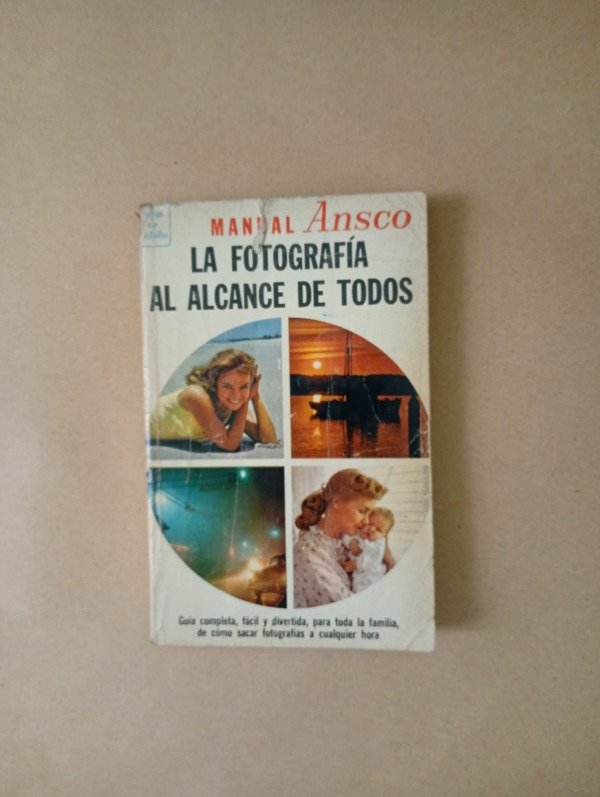 MANUAL Ansco
LA FOTOGRAFÍA
AL ALCANCE DE TODOS
Guía completa, fácil y divertida, para toda la familia,
de cómo sacar fotografías a cualquier hora